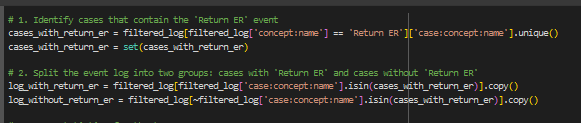 # 1. Identify cases that contain the `Return ER` event
cases_with_return_er = filtered_log[filtered_log['concept:name'] == 'Return ER']['case:concept:name'].unique()
cases_with_return_er = set(cases_with_return_er)
# 2. Split the event log into two groups: cases with `Return ER` and cases without `Return ER`
log_with_return_er = filtered_log[filtered_log['case:concept:name'].isin(cases_with_return_er)].copy()
log_without_return_er = filtered_log[~filtered_log['case:concept:name'].isin(cases_with_return_er)].copy()